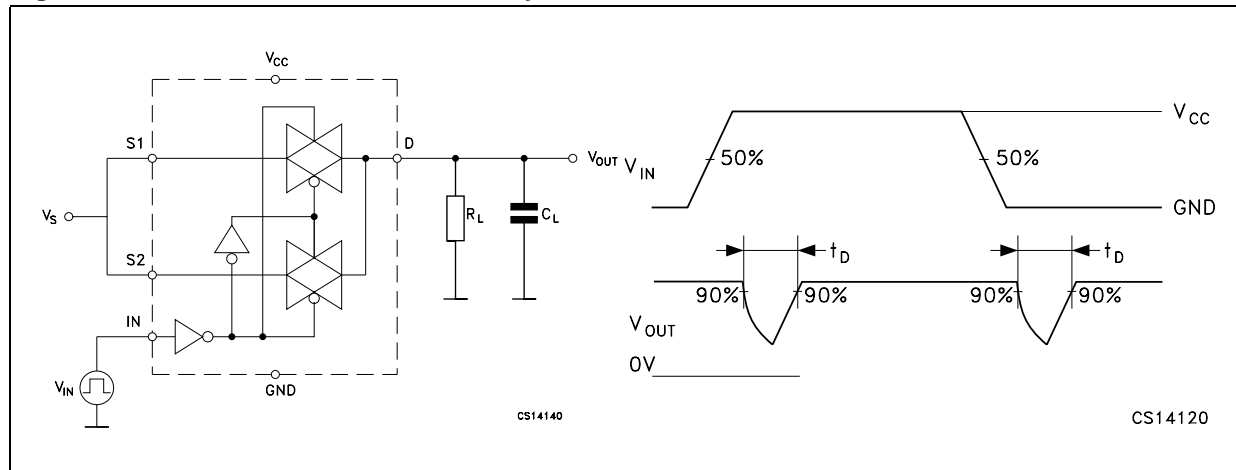 V_CC
S1
D
V_OUT
V_S
R_L
C_L
S2
IN
V_IN
GND
CS14140
V_CC
50%
50%
V_IN
GND
t_D
t_D
90%
90%
90%
90%
V_OUT
0V
CS14120